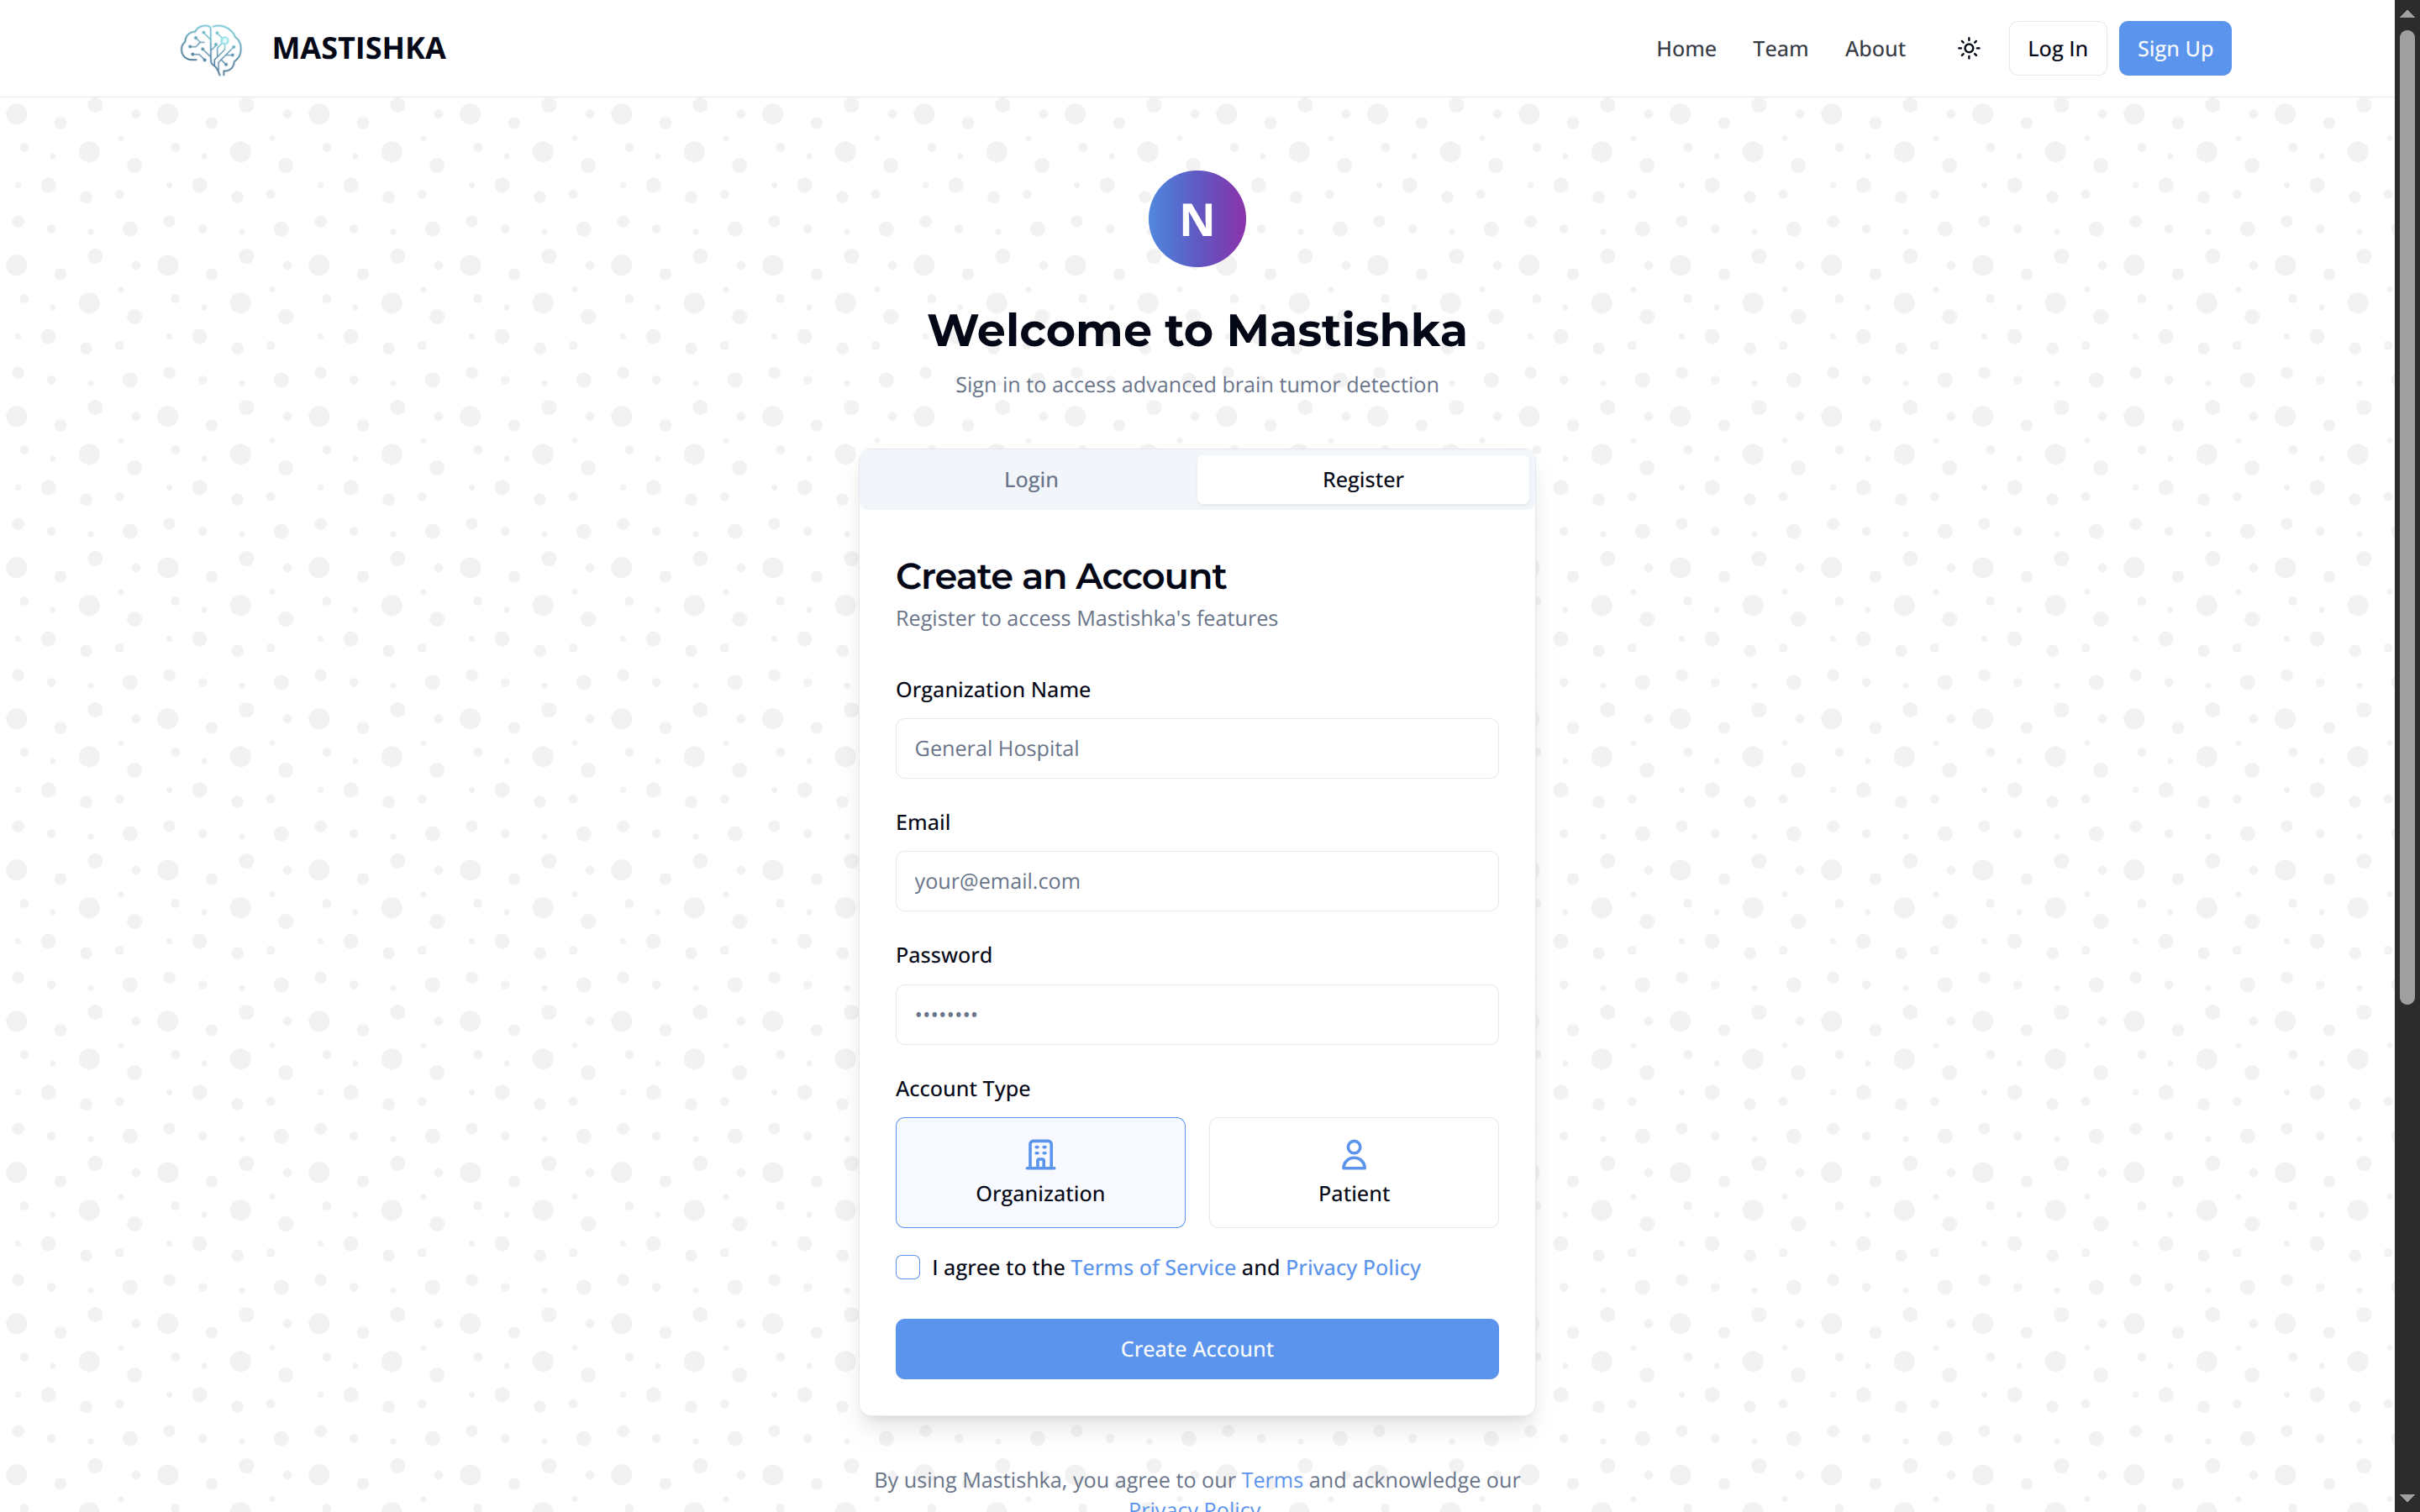 MASTISHKA
Home Team About Log In Sign Up
N
Welcome to Mastishka
Sign in to access advanced brain tumor detection
Login Register
Create an Account
Register to access Mastishka's features
Organization Name
General Hospital
Email
your@email.com
Password
••••••••
Account Type
Organization Patient
I agree to the Terms of Service and Privacy Policy
Create Account
By using Mastishka, you agree to our Terms and acknowledge our
Privacy Policy